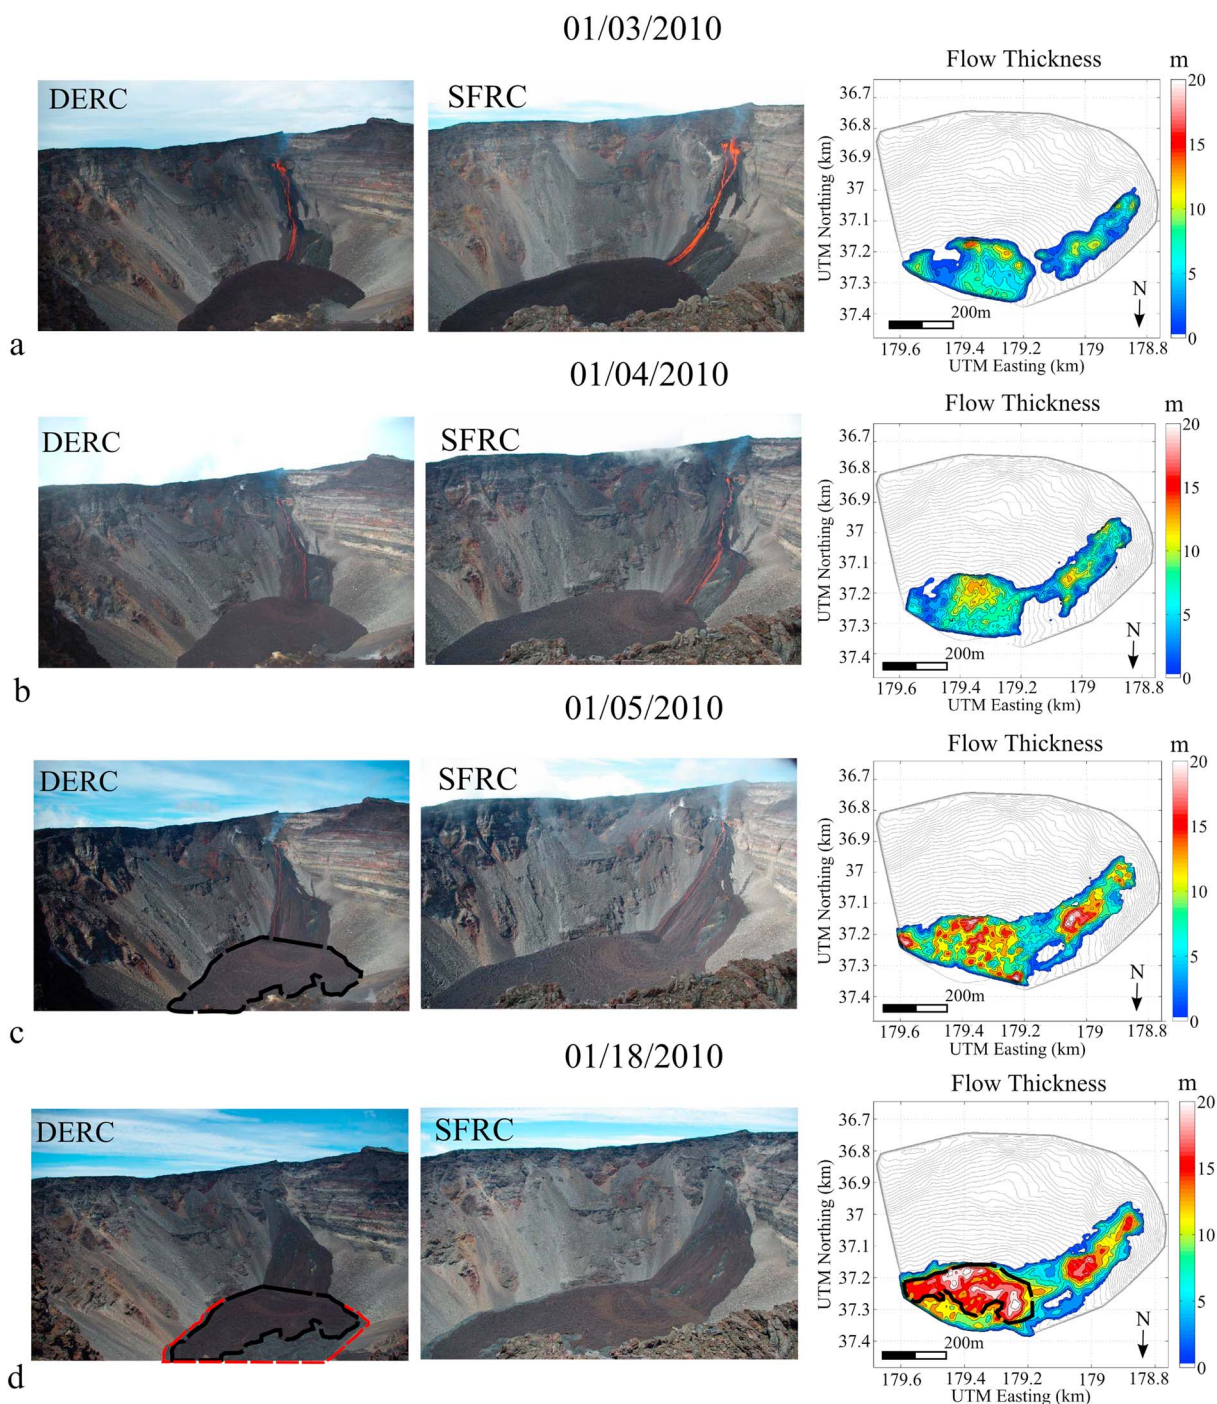 01/03/2010
DERC
SFRC
Flow Thickness
m
20
15
10
5
0
36.7
36.8
36.9
37
37.1
37.2
37.3
37.4
UTM Northing (km)
N
200m
179.6
179.4
179.2
179
178.8
UTM Easting (km)
a
01/04/2010
DERC
SFRC
Flow Thickness
m
20
15
10
5
0
36.7
36.8
36.9
37
37.1
37.2
37.3
37.4
UTM Northing (km)
N
200m
179.6
179.4
179.2
179
178.8
UTM Easting (km)
b
01/05/2010
DERC
SFRC
Flow Thickness
m
20
15
10
5
0
36.7
36.8
36.9
37
37.1
37.2
37.3
37.4
UTM Northing (km)
N
200m
179.6
179.4
179.2
179
178.8
UTM Easting (km)
c
01/18/2010
DERC
SFRC
Flow Thickness
m
20
15
10
5
0
36.7
36.8
36.9
37
37.1
37.2
37.3
37.4
UTM Northing (km)
N
200m
179.6
179.4
179.2
179
178.8
UTM Easting (km)
d